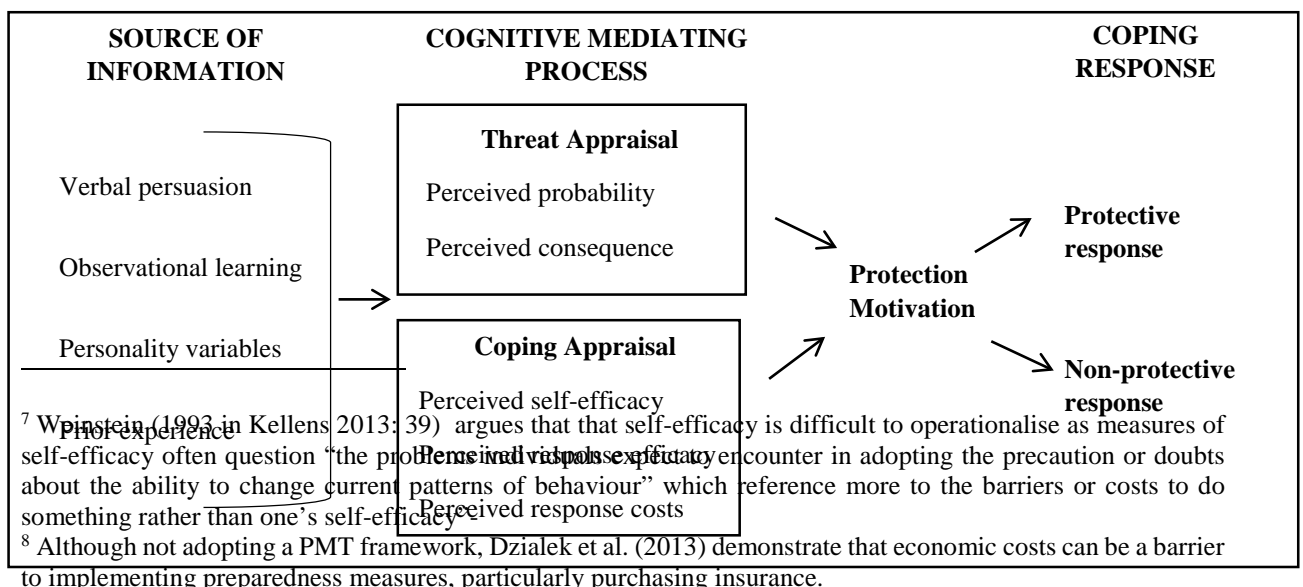 SOURCE OF
INFORMATION
COGNITIVE MEDIATING
PROCESS
COPING
RESPONSE
Verbal persuasion
Observational learning
Personality variables
Prior experience
Threat Appraisal
Perceived probability
Perceived consequence
Coping Appraisal
Perceived self-efficacy
Perceived response efficacy
Perceived response costs
Protection
Motivation
Protective
response
Non-protective
response
7 Weinstein (1993 in Kellens 2013: 39) argues that that self-efficacy is difficult to operationalise as measures of
self-efficacy often question “the problems individuals expect to encounter in adopting the precaution or doubts
about the ability to change current patterns of behaviour” which reference more to the barriers or costs to do
something rather than one’s self-efficacy”-
8 Although not adopting a PMT framework, Dzialek et al. (2013) demonstrate that economic costs can be a barrier
to implementing preparedness measures, particularly purchasing insurance.